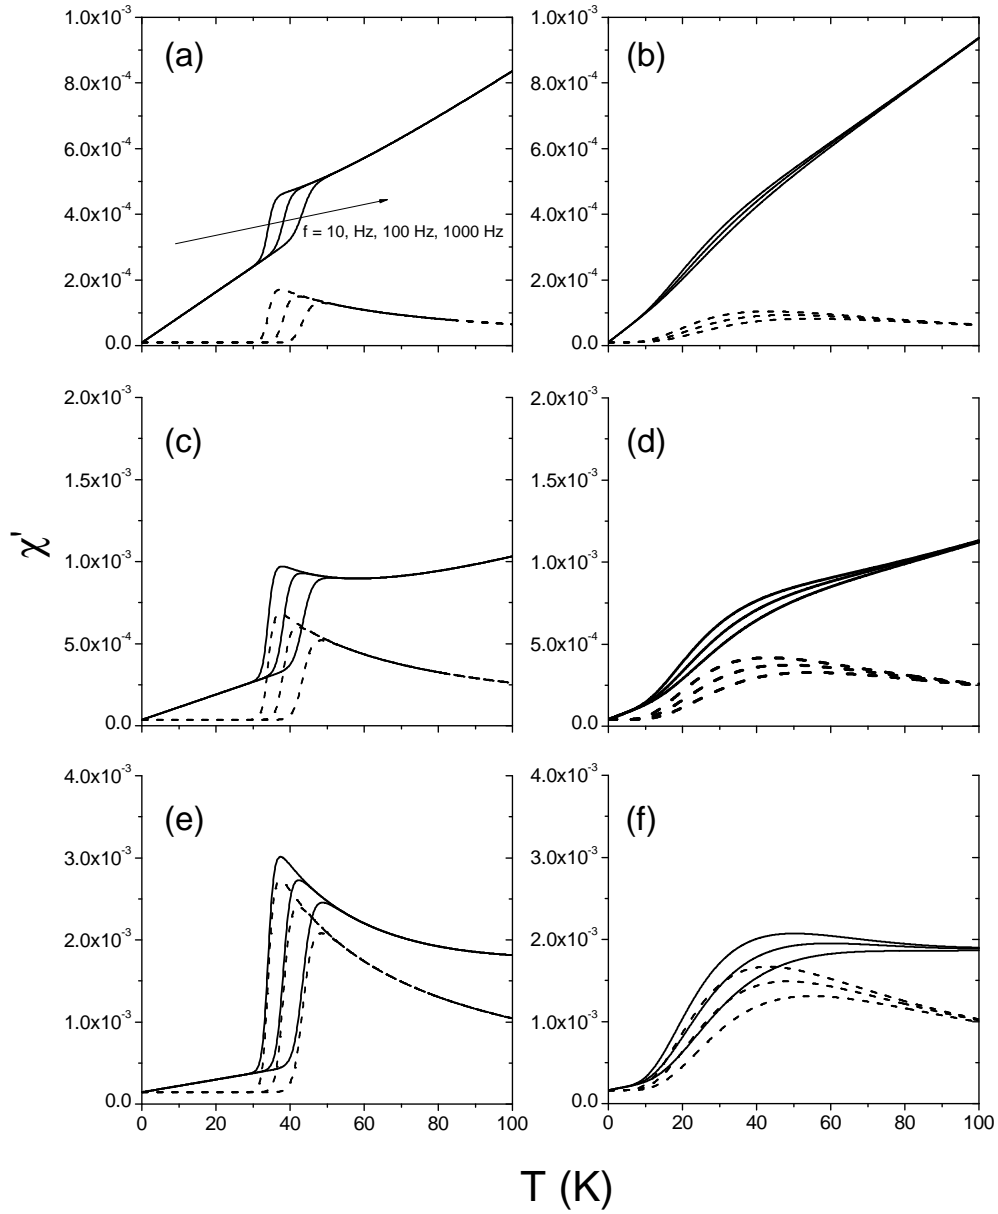 1.0x10⁻³
8.0x10⁻⁴
6.0x10⁻⁴
4.0x10⁻⁴
2.0x10⁻⁴
0.0
(a)
f = 10, Hz, 100 Hz, 1000 Hz
1.0x10⁻³
8.0x10⁻⁴
6.0x10⁻⁴
4.0x10⁻⁴
2.0x10⁻⁴
0.0
(b)
2.0x10⁻³
1.5x10⁻³
1.0x10⁻³
5.0x10⁻⁴
0.0
(c)
2.0x10⁻³
1.5x10⁻³
1.0x10⁻³
5.0x10⁻⁴
0.0
(d)
χ'
4.0x10⁻³
3.0x10⁻³
2.0x10⁻³
1.0x10⁻³
0.0
(e)
0 20 40 60 80 100
4.0x10⁻³
3.0x10⁻³
2.0x10⁻³
1.0x10⁻³
0.0
(f)
0 20 40 60 80 100
T (K)